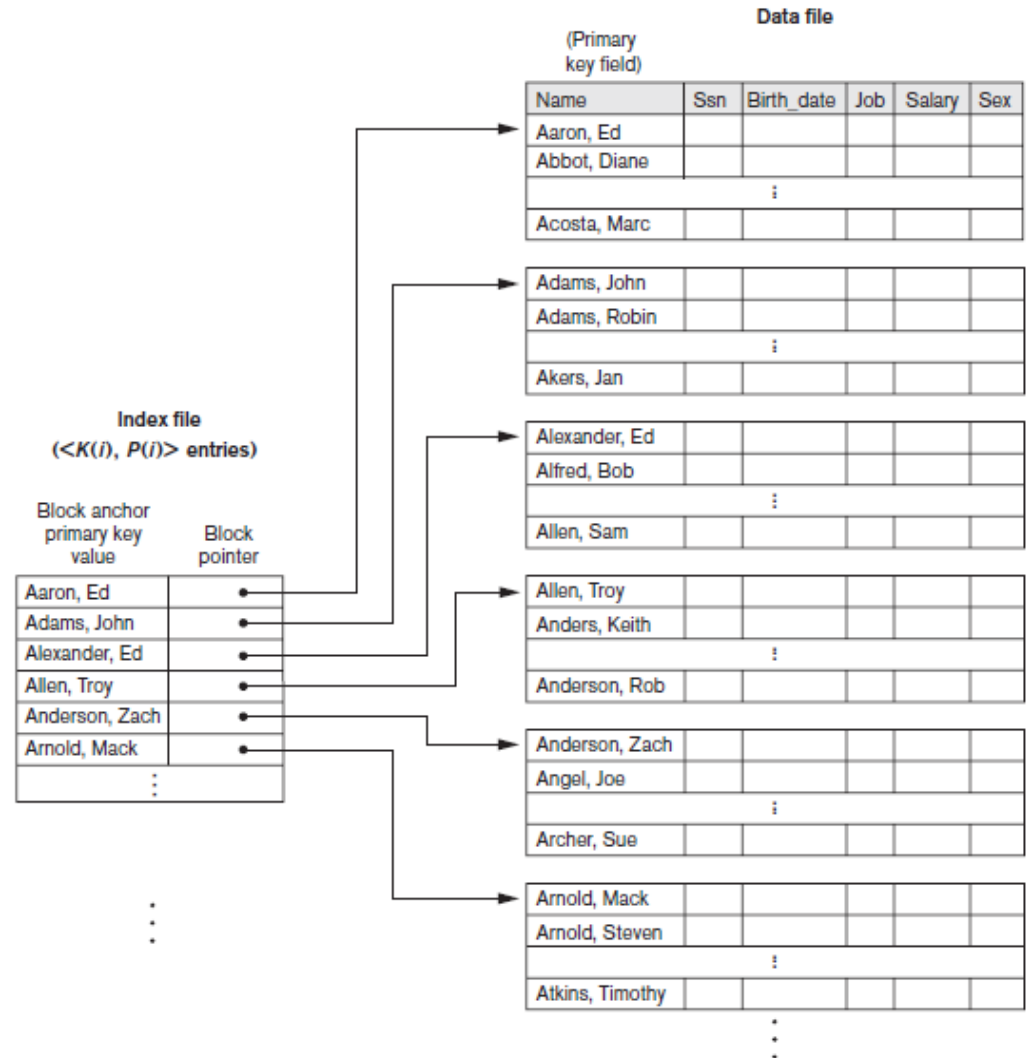 Data file
(Primary
key field)
Name Ssn Birth_date Job Salary Sex
Aaron, Ed
Abbot, Diane
Acosta, Marc
Adams, John
Adams, Robin
Akers, Jan
Alexander, Ed
Alfred, Bob
Allen, Sam
Allen, Troy
Anders, Keith
Anderson, Rob
Anderson, Zach
Angel, Joe
Archer, Sue
Arnold, Mack
Arnold, Steven
Atkins, Timothy
Index file
(<K(i), P(i)> entries)
Block anchor
primary key
value
Block
pointer
Aaron, Ed
Adams, John
Alexander, Ed
Allen, Troy
Anderson, Zach
Arnold, Mack